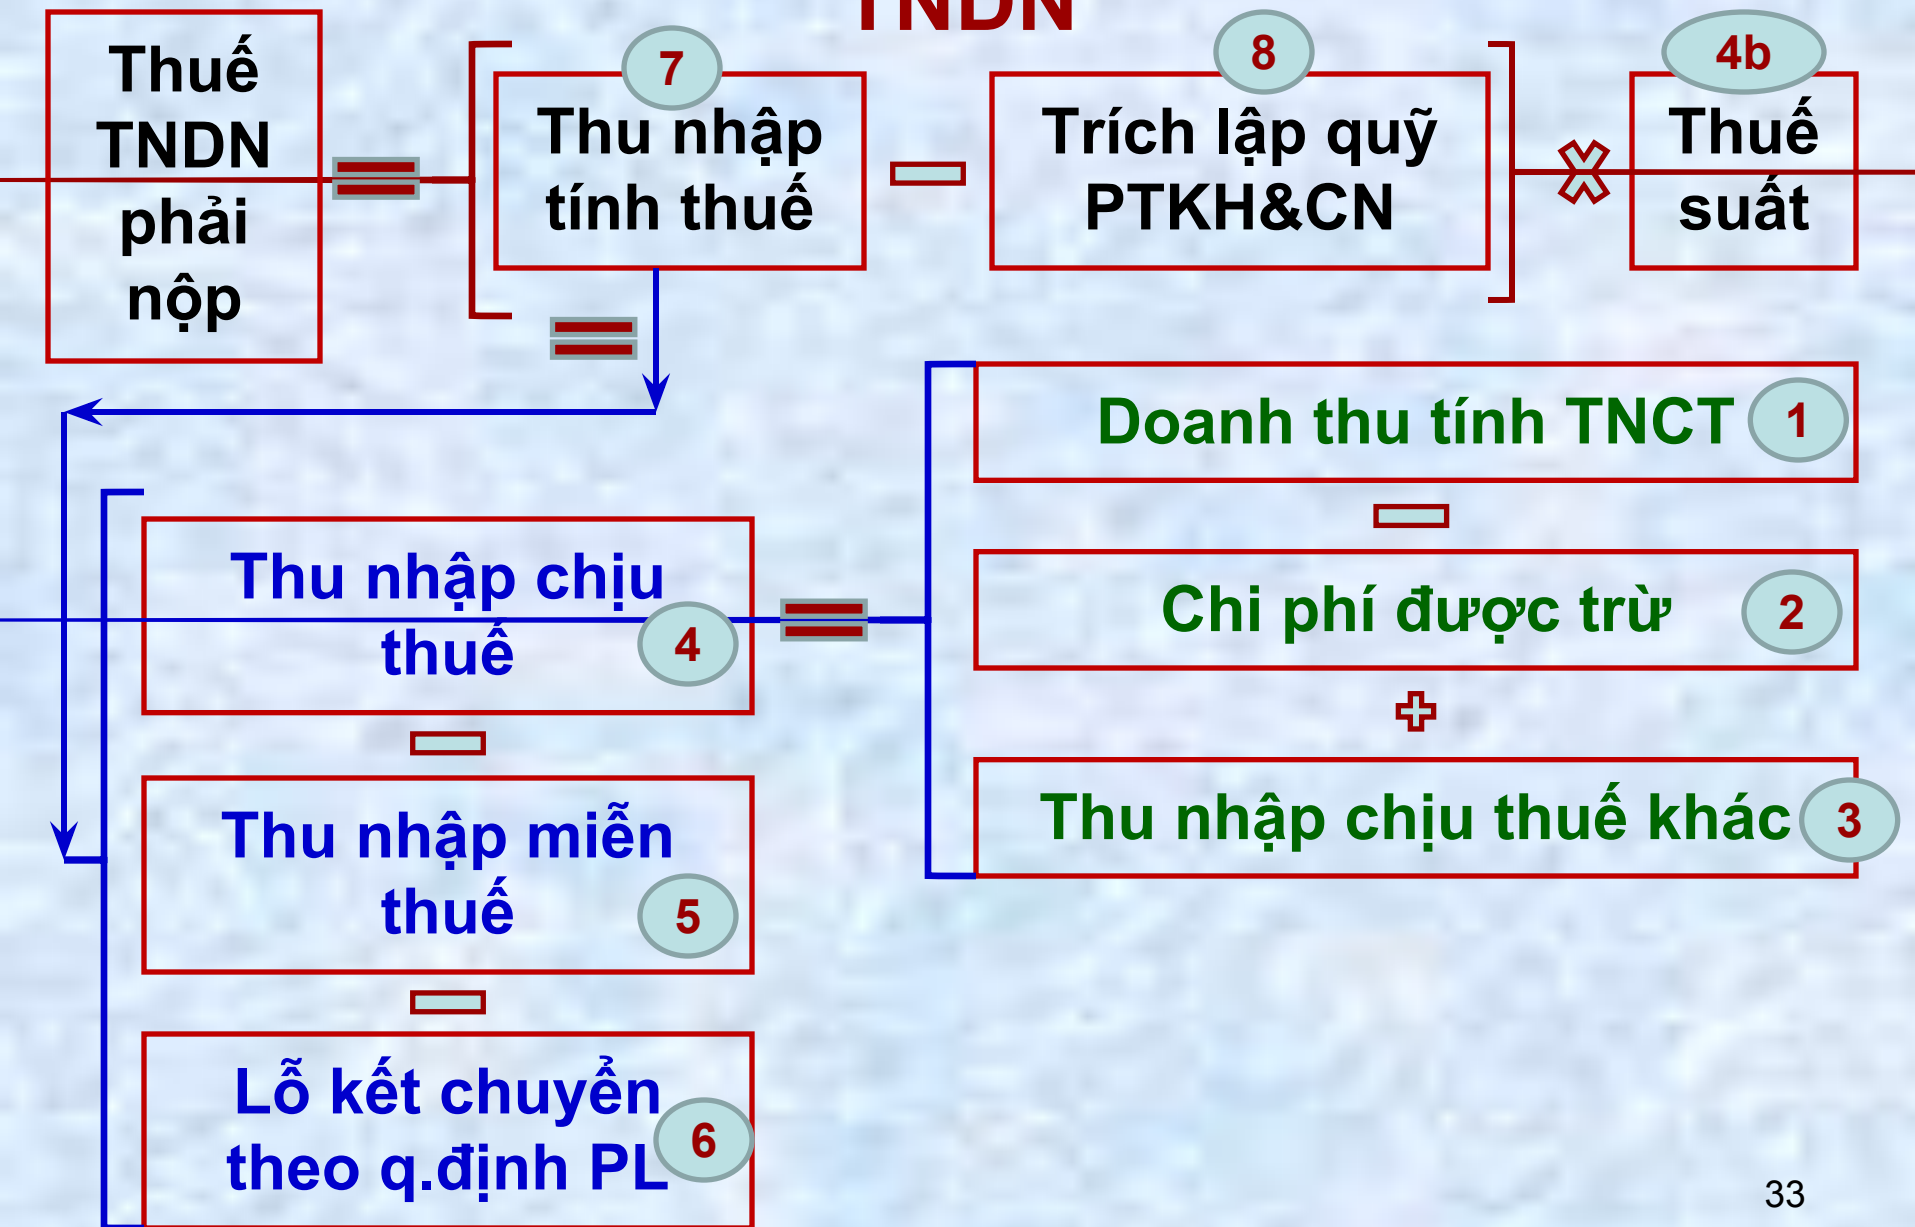 TNDN
Thuế
TNDN
phải
nộp
7
Thu nhập
tính thuế
8
Trích lập quỹ
PTKH&CN
4b
Thuế
suất
Doanh thu tính TNCT
1
Chi phí được trừ
2
Thu nhập chịu thuế khác
3
Thu nhập chịu
thuế
4
Thu nhập miễn
thuế
5
Lỗ kết chuyển
theo q.định PL
6
33